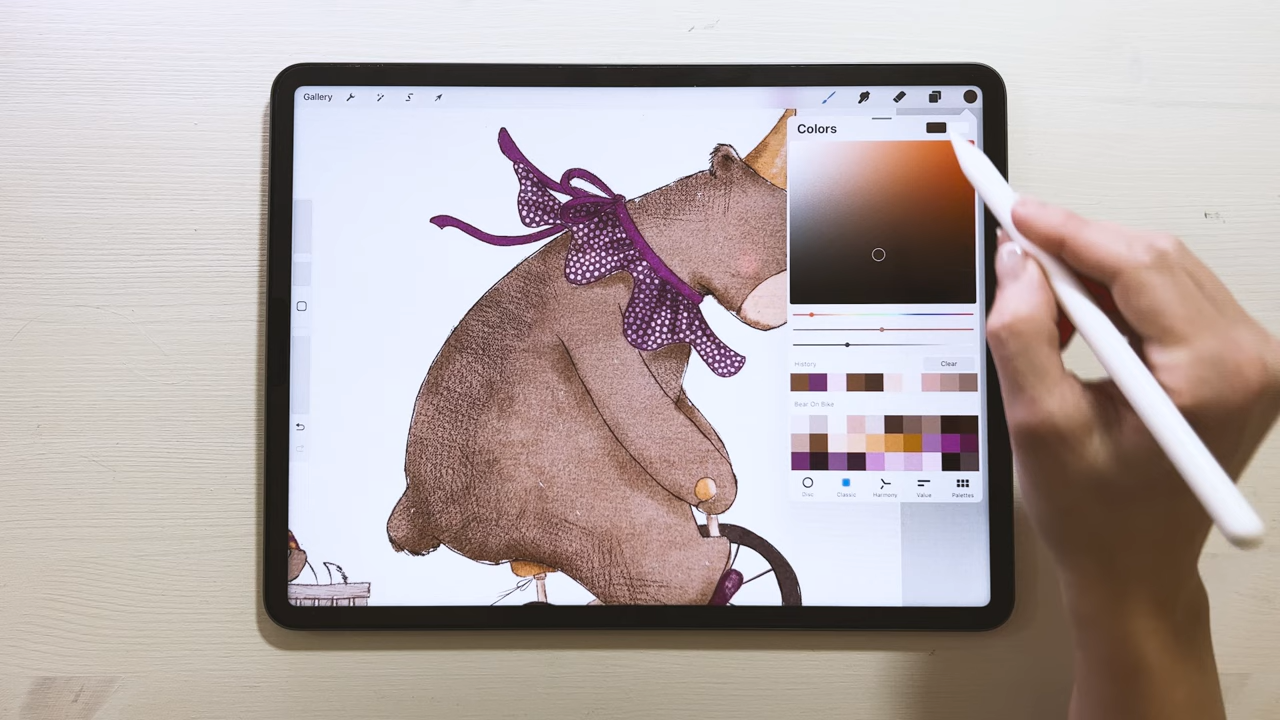 Gallery
Colors
History
Clear
Bear On Bike
Disc
Classic
Harmony
Value
Palettes